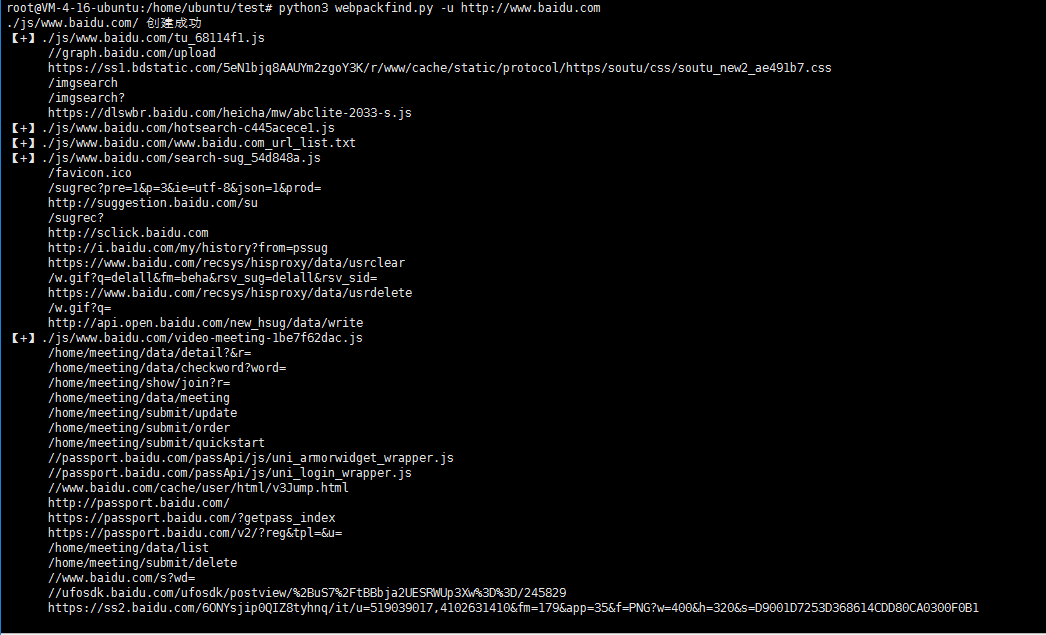 root@VM-4-16-ubuntu:/home/ubuntu/test# python3 webpackfind.py -u http://www.baidu.com
./js/www.baidu.com/ 创建成功
【+】./js/www.baidu.com/tu_68114f1.js
//graph.baidu.com/upload
https://ss1.bdstatic.com/5eN1bjq8AAUYm2zgoY3K/r/www/cache/static/protocol/https/soutu/css/soutu_new2_ae491b7.css
/imgsearch
/imgsearch?
https://dlswbr.baidu.com/heicha/mw/abclite-2033-s.js
【+】./js/www.baidu.com/hotsearch-c445acece1.js
【+】./js/www.baidu.com/www.baidu.com_url_list.txt
【+】./js/www.baidu.com/search-sug_54d848a.js
/favicon.ico
/sugrec?pre=1&p=3&ie=utf-8&json=1&prod=
http://suggestion.baidu.com/su
/sugrec?
http://sclick.baidu.com
http://i.baidu.com/my/history?from=pssug
https://www.baidu.com/recsys/hisproxy/data/usrclear
/w.gif?q=delall&fm=beha&rsv_sug=delall&rsv_sid=
https://www.baidu.com/recsys/hisproxy/data/usrdelete
/w.gif?q=
http://api.open.baidu.com/new_hsug/data/write
【+】./js/www.baidu.com/video-meeting-1be7f62dac.js
/home/meeting/data/detail?&r=
/home/meeting/data/checkword?word=
/home/meeting/show/join?r=
/home/meeting/data/meeting
/home/meeting/submit/update
/home/meeting/submit/order
/home/meeting/submit/quickstart
//passport.baidu.com/passApi/js/uni_armorwidget_wrapper.js
//passport.baidu.com/passApi/js/uni_login_wrapper.js
//www.baidu.com/cache/user/html/v3Jump.html
http://passport.baidu.com/
https://passport.baidu.com/?getpass_index
https://passport.baidu.com/v2/?reg&tpl=&u=
/home/meeting/data/list
/home/meeting/submit/delete
//www.baidu.com/s?wd=
//ufosdk.baidu.com/ufosdk/postview/%2BuS7%2FtBBbja2UESRWUp3Xw%3D%3D/245829
https://ss2.baidu.com/6ONYsjip0QIZ8tyhnq/it/u=519039017,4102631410&fm=179&app=35&f=PNG?w=400&h=320&s=D9001D7253D368614CDD80CA0300F0B1